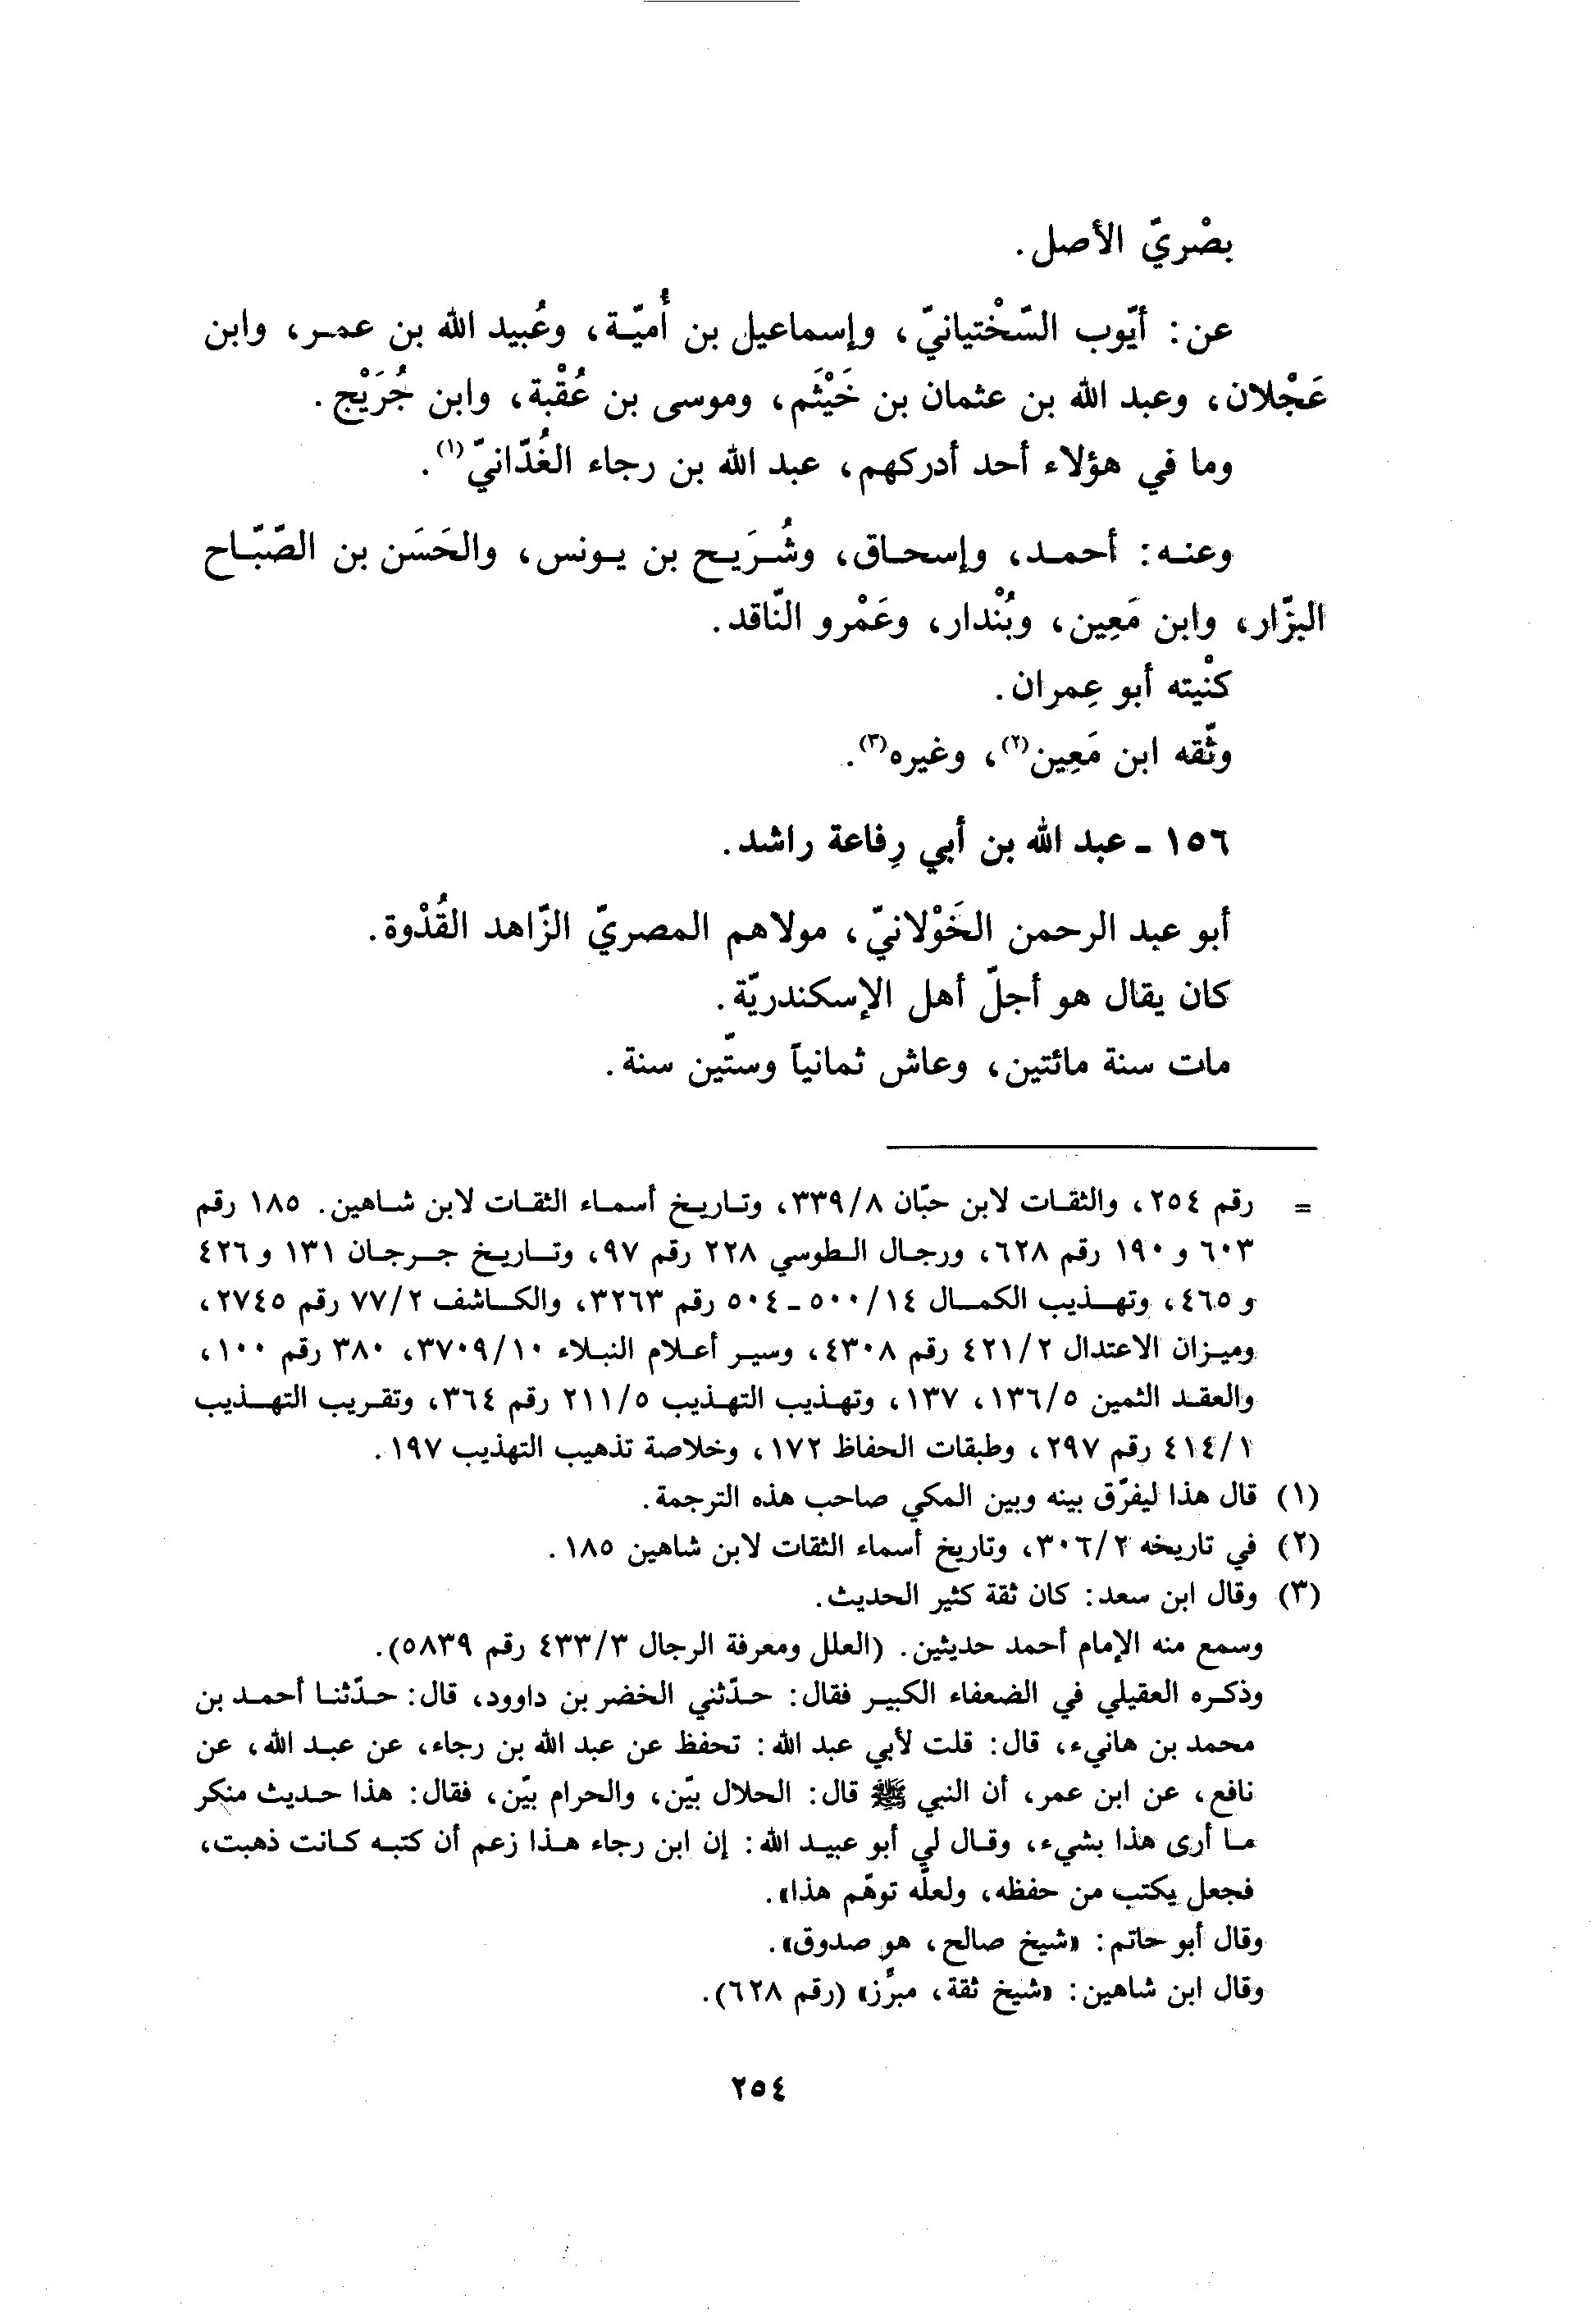 بصْريّ الأصل.
عن: أيّوب السّخْتيانيّ، وإسماعيل بن أُميّة، وعُبيد الله بن عمر، وابن
عَجْلان، وعبد الله بن عثمان بن خَيْثَم، وموسى بن عُقْبة، وابن جُرَيْج.
وما في هؤلاء أحد أدركهم، عبد الله بن رجاء الغُدّانيّ(١).
وعنه: أحمد، وإسحاق، وشُرَيح بن يونس، والحَسَن بن الصّبّاح
البزّار، وابن مَعِين، وبُنْدار، وعَمْرو النّاقد.
كنْيته أبو عِمران.
وثّقه ابن مَعِين(٢)، وغيره(٣).
١٥٦ - عبد الله بن أبي رِفاعة راشد.
أبو عبد الرحمن الخَوْلانيّ، مولاهم المصريّ الزّاهد القُدْوة.
كان يقال هو أجلّ أهل الإسكندريّة.
مات سنة مائتين، وعاش ثمانياً وستّين سنة.
= رقم ٢٥٤، والثقات لابن حبّان ٣٣٩/٨، وتاريخ أسماء الثقات لابن شاهين. ١٨٥ رقم
٦٠٣ و١٩٠ رقم ٦٢٨، ورجال الطوسي ٢٢٨ رقم ٩٧، وتاريخ جرجان ١٣١ و٤٢٦
و٤٦٥، وتهذيب الكمال ٥٠٠/١٤ - ٥٠٤ رقم ٣٢٦٣، والكاشف ٧٧/٢ رقم ٢٧٤٥،
وميزان الاعتدال ٤٢١/٢ رقم ٤٣٠٨، وسير أعلام النبلاء ٣٧٠٩/١٠، ٣٨٠ رقم ١٠٠،
والعقد الثمين ١٣٦/٥، ١٣٧، وتهذيب التهذيب ٢١١/٥ رقم ٣٦٤، وتقريب التهذيب
٤١٤/١ رقم ٢٩٧، وطبقات الحفاظ ١٧٢، وخلاصة تذهيب التهذيب ١٩٧.
(١) قال هذا ليفرّق بينه وبين المكي صاحب هذه الترجمة.
(٢) في تاريخه ٣٠٦/٢، وتاريخ أسماء الثقات لابن شاهين ١٨٥.
(٣) وقال ابن سعد: كان ثقة كثير الحديث.
وسمع منه الإمام أحمد حديثين. (العلل ومعرفة الرجال ٤٣٣/٣ رقم ٥٨٣٩).
وذكره العقيلي في الضعفاء الكبير فقال: حدّثني الخضر بن داوود، قال: حدّثنا أحمد بن
محمد بن هانيء، قال: قلت لأبي عبد الله: تحفظ عن عبد الله بن رجاء، عن عبد الله، عن
نافع، عن ابن عمر، أن النبي ﷺ قال: الحلال بيّن، والحرام بيّن، فقال: هذا حديث منكر
ما أرى هذا بشيء، وقال لي أبو عبيد الله: إن ابن رجاء هذا زعم أن كتبه كانت ذهبت،
فجعل يكتب من حفظه، ولعلّه توهّم هذا».
وقال أبو حاتم: «شيخ صالح، هو صدوق».
وقال ابن شاهين: «شيخ ثقة، مبرّز» (رقم ٦٢٨).
٢٥٤